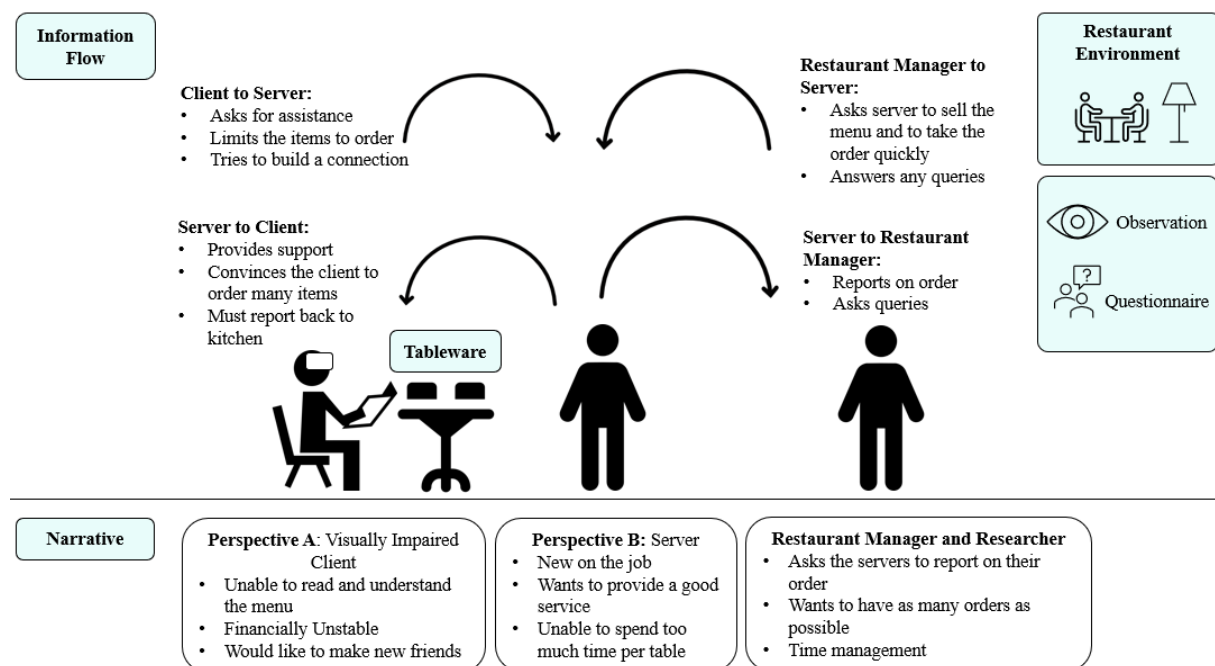 Information
Flow
Client to Server:
• Asks for assistance
• Limits the items to order
• Tries to build a connection
Restaurant Manager to
Server:
• Asks server to sell the
menu and to take the
order quickly
• Answers any queries
Restaurant
Environment
Server to Client:
• Provides support
• Convinces the client to
order many items
• Must report back to
kitchen
Server to Restaurant
Manager:
• Reports on order
• Asks queries
Observation
?
Questionnaire
Tableware
Narrative
Perspective A: Visually Impaired
Client
• Unable to read and understand
the menu
• Financially Unstable
• Would like to make new friends
Perspective B: Server
• New on the job
• Wants to provide a good
service
• Unable to spend too
much time per table
Restaurant Manager and Researcher
• Asks the servers to report on their
order
• Wants to have as many orders as
possible
• Time management